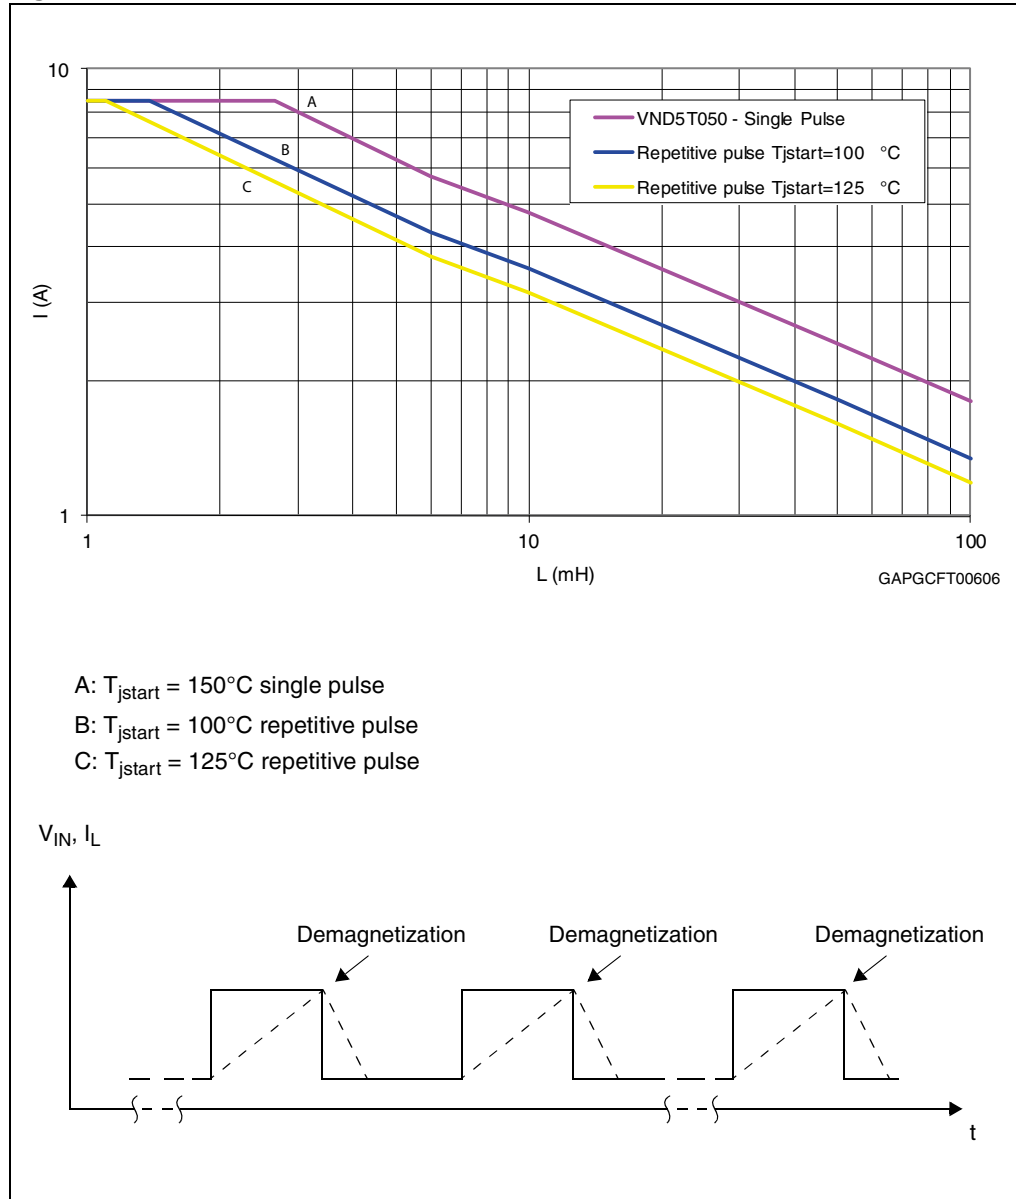 10
A
VND5T050 - Single Pulse
B
Repetitive pulse Tjstart=100 °C
C
Repetitive pulse Tjstart=125 °C
I (A)
1
1
10
100
L (mH)
GAPGCFT00606
A: Tjstart = 150°C single pulse
B: Tjstart = 100°C repetitive pulse
C: Tjstart = 125°C repetitive pulse
VIN, IL
Demagnetization
Demagnetization
Demagnetization
t